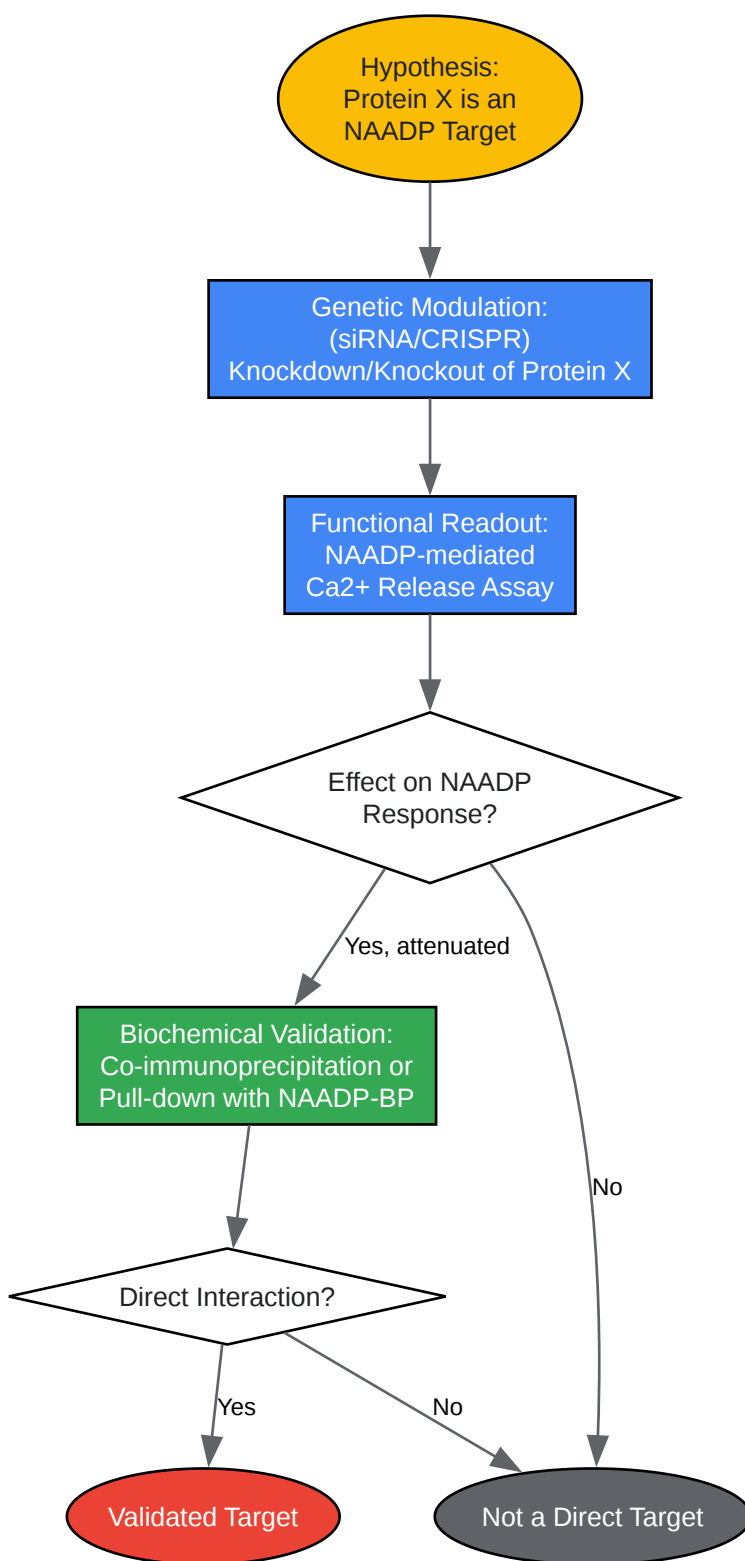 Hypothesis:
Protein X is an
NAADP Target
Genetic Modulation:
(siRNA/CRISPR)
Knockdown/Knockout of Protein X
Functional Readout:
NAADP-mediated
Ca2+ Release Assay
Effect on NAADP
Response?
Yes, attenuated
Biochemical Validation:
Co-immunoprecipitation or
Pull-down with NAADP-BP
No
Direct Interaction?
Yes
No
Validated Target
Not a Direct Target